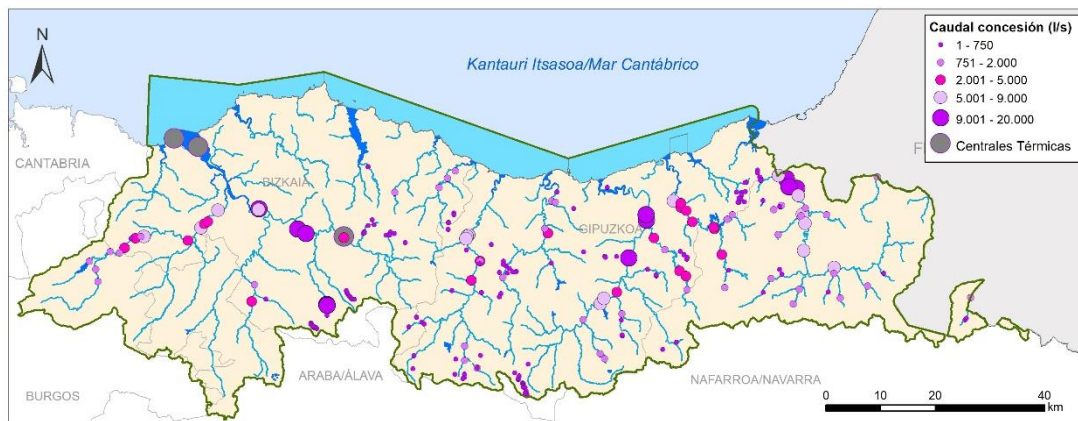 N
Kantauri Itsasoa/Mar Cantábrico
Caudal concesión (l/s)
1 - 750
751 - 2.000
2.001 - 5.000
5.001 - 9.000
9.001 - 20.000
Centrales Térmicas
CANTABRIA
F
BIZKAIA
GIPUZKOA
ARABA/ÁLAVA
NAFARROA/NAVARRA
BURGOS
0 10 20 30 40
km